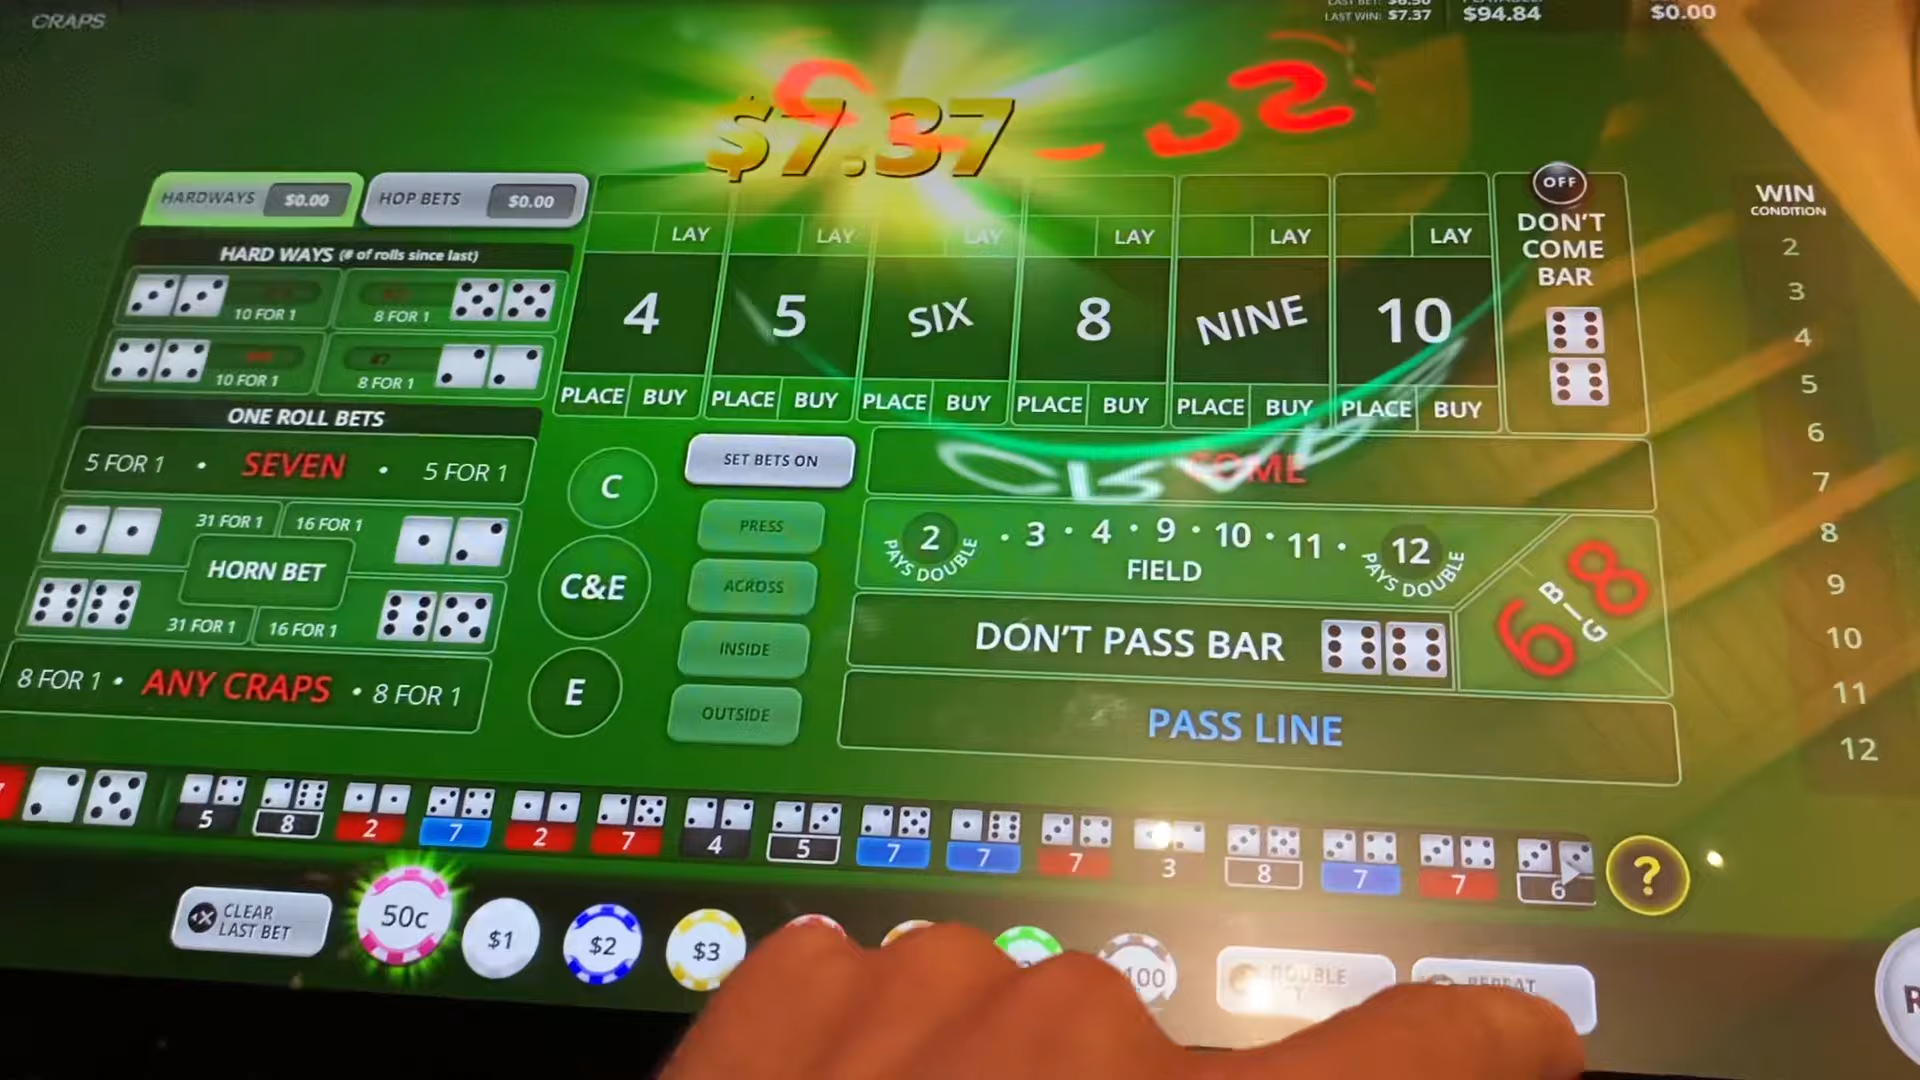 CRAPS
LAST WIN: $7.37
$94.84
$0.00
$7.37
HARDWAYS $0.00
HOP BETS $0.00
HARD WAYS (# of rolls since last)
10 FOR 1
8 FOR 1
10 FOR 1
8 FOR 1
ONE ROLL BETS
5 FOR 1 • SEVEN • 5 FOR 1
31 FOR 1
16 FOR 1
HORN BET
31 FOR 1
16 FOR 1
8 FOR 1 • ANY CRAPS • 8 FOR 1
C
C&E
E
LAY LAY LAY LAY LAY LAY
4 5 SIX 8 NINE 10
PLACE BUY PLACE BUY PLACE BUY PLACE BUY PLACE BUY PLACE BUY
OFF
DON'T
COME
BAR
SET BETS ON
PRESS
ACROSS
INSIDE
OUTSIDE
COME
2 • 3 • 4 • 9 • 10 • 11 • 12
PAYS DOUBLE
PAYS DOUBLE
FIELD
BIG
6 8
DON'T PASS BAR
PASS LINE
WIN
CONDITION
2
3
4
5
6
7
8
9
10
11
12
5 8 2 7 2 7 4 5 7 7 7 3 8 7 7 6
?
CLEAR
LAST BET
50c
$1
$2
$3
100
DOUBLE
REPEAT